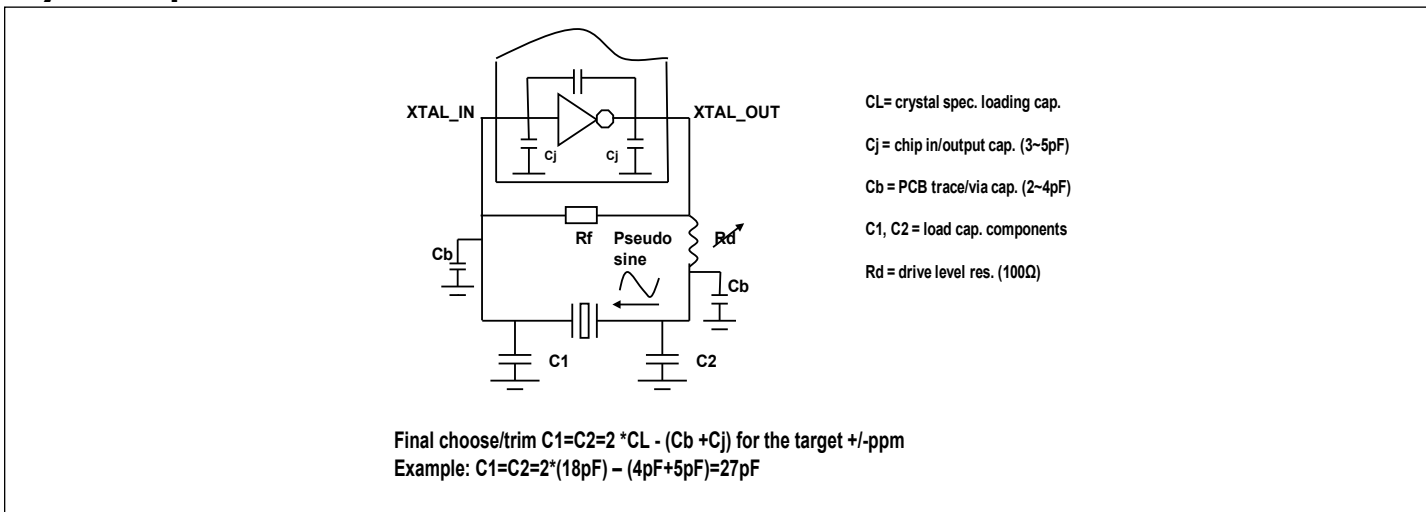 XTAL_IN
XTAL_OUT
Cj
Cj
Rf
Pseudo
sine
Rd
Cb
Cb
C1
C2
CL= crystal spec. loading cap.
Cj = chip in/output cap. (3~5pF)
Cb = PCB trace/via cap. (2~4pF)
C1, C2 = load cap. components
Rd = drive level res. (100Ω)
Final choose/trim C1=C2=2 *CL - (Cb +Cj) for the target +/-ppm
Example: C1=C2=2*(18pF) – (4pF+5pF)=27pF